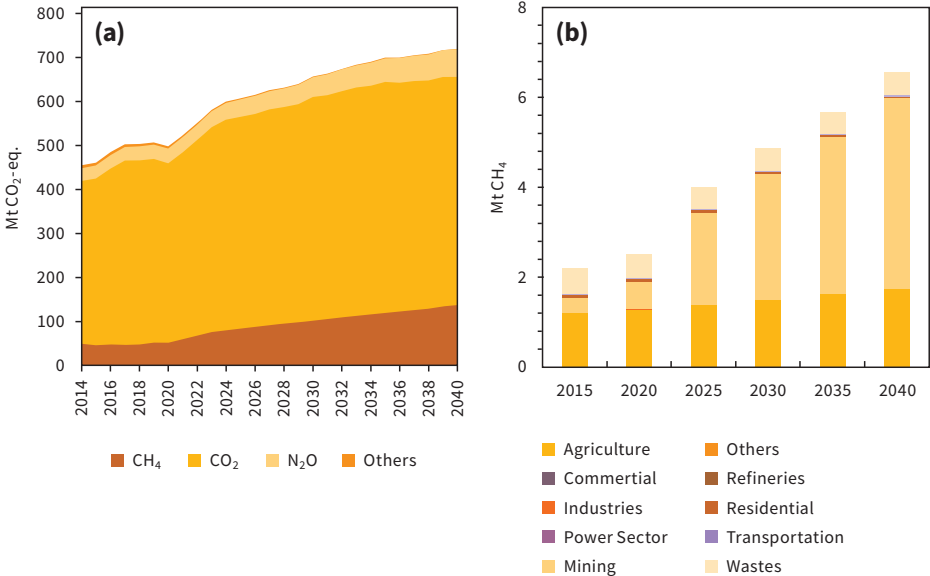 (a)
800
700
600
500
400
300
200
100
0
Mt CO₂-eq.
2014 2016 2018 2020 2022 2024 2026 2028 2030 2032 2034 2036 2038 2040
CH₄ CO₂ N₂O Others
(b)
8
6
4
2
0
Mt CH₄
2015 2020 2025 2030 2035 2040
Agriculture Others
Commertial Refineries
Industries Residential
Power Sector Transportation
Mining Wastes